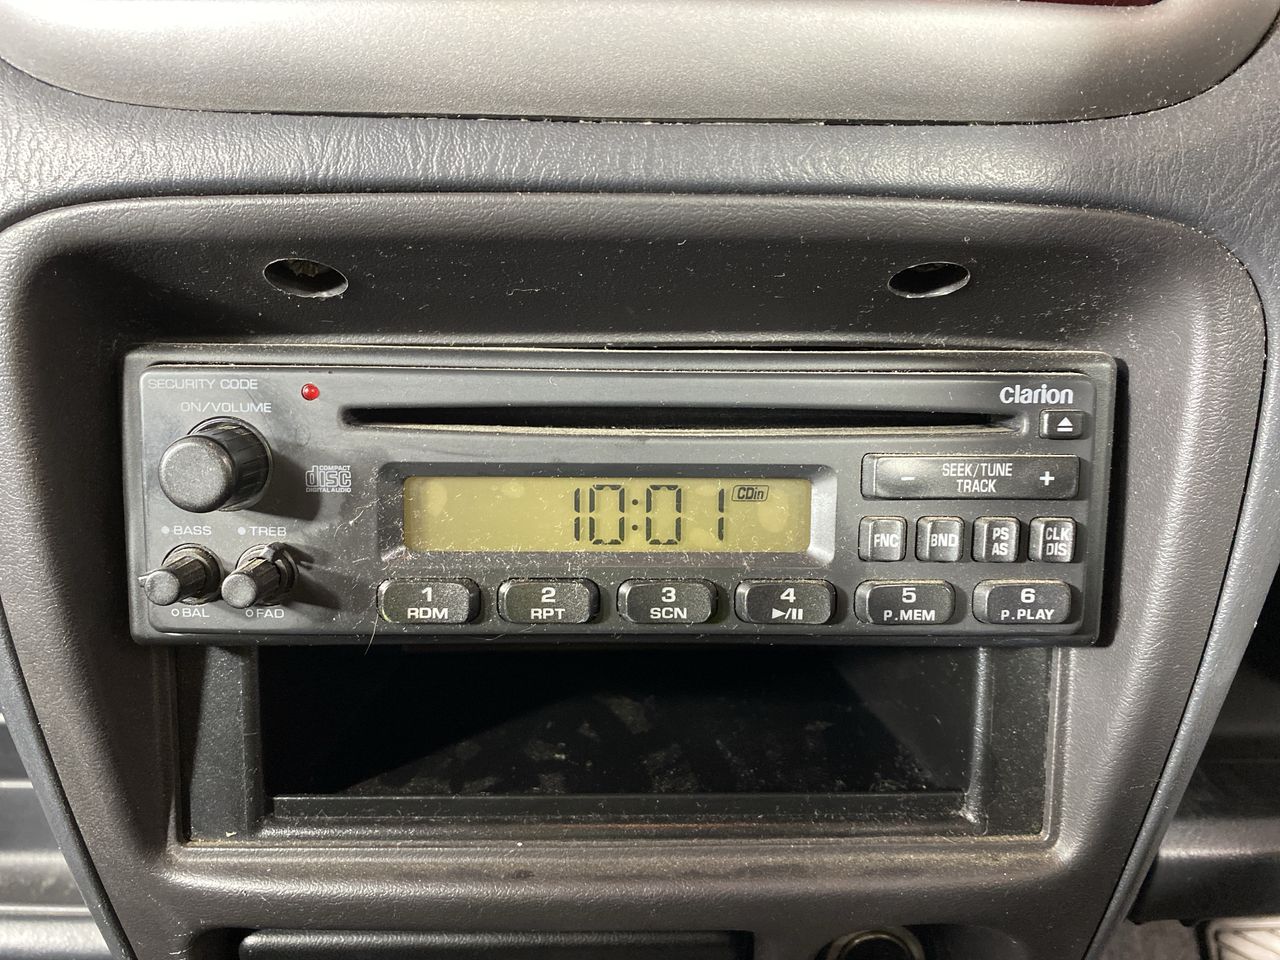 SECURITY CODE
clarion
ON/VOLUME
COMPACT
disc
DIGITAL AUDIO
10:01
CDin
− SEEK/TUNE +
TRACK
BASS
TREB
FNC
BND
PS
AS
CLK
DIS
BAL
FAD
1
RDM
2
RPT
3
SCN
4
5
P.MEM
6
P.PLAY